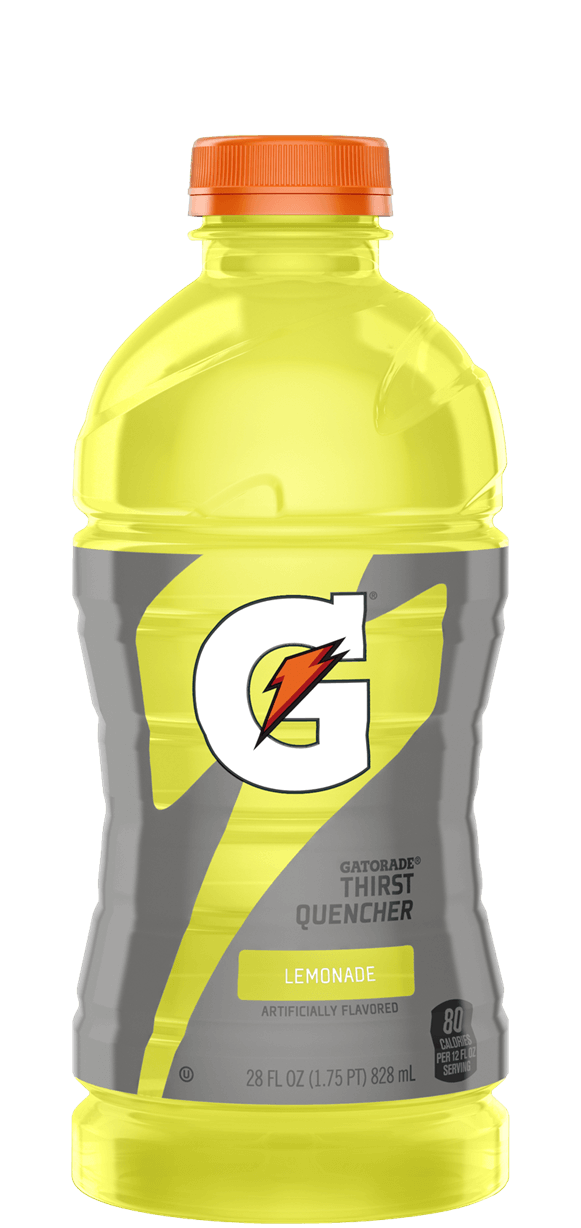 G®
GATORADE®
THIRST
QUENCHER
LEMONADE
ARTIFICIALLY FLAVORED
80
CALORIES
PER 12 FL OZ
SERVING
U
28 FL OZ (1.75 PT) 828 mL